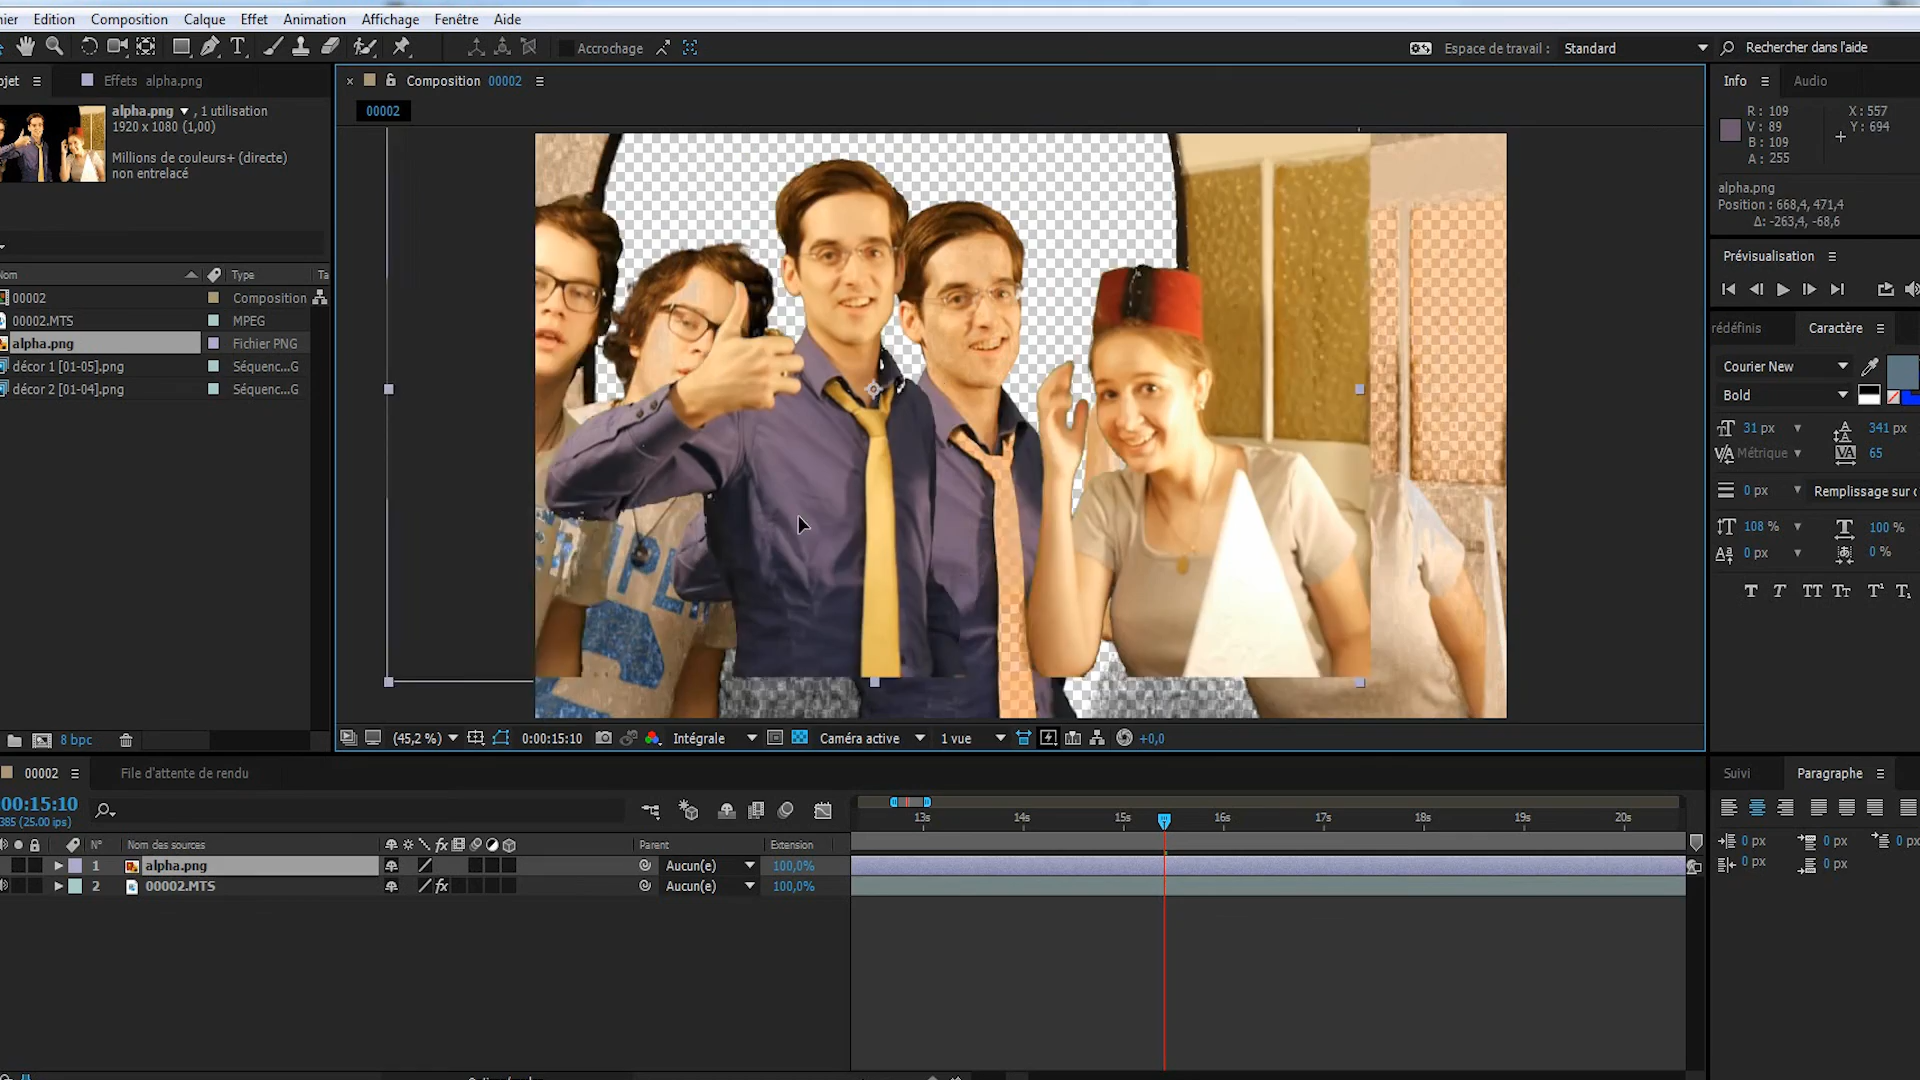 ier Edition Composition Calque Effet Animation Affichage Fenêtre Aide
Accrochage
Espace de travail : Standard
Rechercher dans l'aide
ojet
Effets alpha.png
Composition 00002
Info
Audio
00002
alpha.png , 1 utilisation
1920 x 1080 (1,00)
Millions de couleurs+ (directe)
non entrelacé
R : 109
V : 89
B : 109
A : 255
X : 557
Y : 694
alpha.png
Position : 668,4, 471,4
Δ: -263,4, -68,6
Prévisualisation
Nom Type Ta
00002 Composition
00002.MTS MPEG
alpha.png Fichier PNG
décor 1 [01-05].png Séquenc...G
décor 2 [01-04].png Séquenc...G
rédéfinis
Caractère
Courier New
Bold
31 px
341 px
Métrique
65
0 px
Remplissage sur c
108 %
100 %
0 px
0 %
8 bpc
(45,2 %)
0:00:15:10
Intégrale
Caméra active
1 vue
+0,0
00002
File d'attente de rendu
Suivi
Paragraphe
:00:15:10
385 (25.00 ips)
13s 14s 15s 16s 17s 18s 19s 20s
N° Nom des sources Parent Extension
1 alpha.png Aucun(e) 100,0%
2 00002.MTS Aucun(e) 100,0%
0 px 0 px 0 px
0 px 0 px